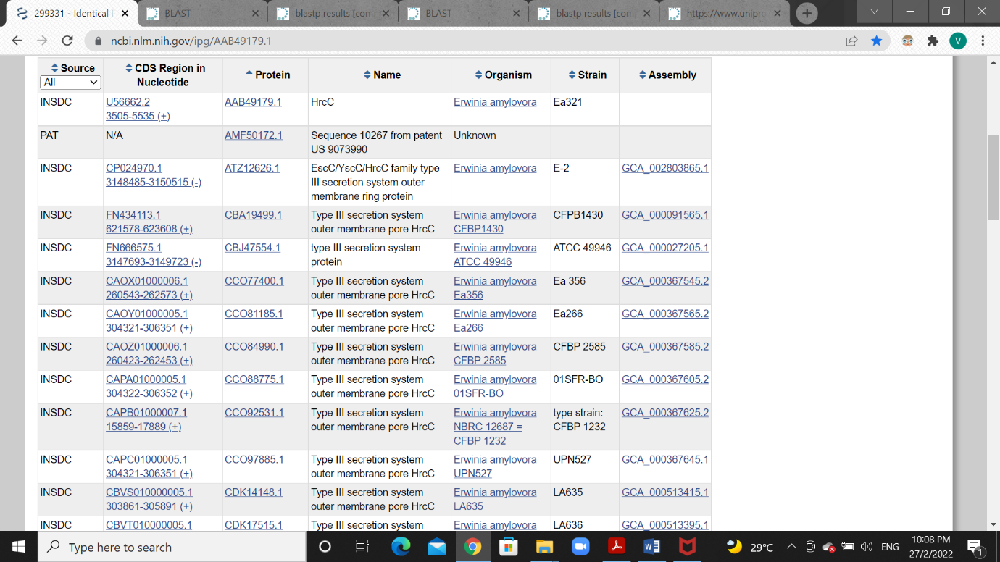 299331 - Identical
BLAST
blastp results [com
BLAST
blastp results [com
https://www.unipro
ncbi.nlm.nih.gov/ipg/AAB49179.1
V
Source CDS Region in Nucleotide Protein Name Organism Strain Assembly
All
INSDC U56662.2 AAB49179.1 HrcC Erwinia amylovora Ea321
3505-5535 (+)
PAT N/A AMF50172.1 Sequence 10267 from patent Unknown
US 9073990
INSDC CP024970.1 ATZ12626.1 EscC/YscC/HrcC family type Erwinia amylovora E-2 GCA_002803865.1
3148485-3150515 (-) III secretion system outer
membrane ring protein
INSDC FN434113.1 CBA19499.1 Type III secretion system Erwinia amylovora CFPB1430 GCA_000091565.1
621578-623608 (+) outer membrane pore HrcC CFBP1430
INSDC FN666575.1 CBJ47554.1 type III secretion system Erwinia amylovora ATCC 49946 GCA_000027205.1
3147693-3149723 (-) protein ATCC 49946
INSDC CAOX01000006.1 CCO77400.1 Type III secretion system Erwinia amylovora Ea 356 GCA_000367545.2
260543-262573 (+) outer membrane pore HrcC Ea356
INSDC CAOY01000005.1 CCO81185.1 Type III secretion system Erwinia amylovora Ea266 GCA_000367565.2
304321-306351 (+) outer membrane pore HrcC Ea266
INSDC CAOZ01000006.1 CCO84990.1 Type III secretion system Erwinia amylovora CFBP 2585 GCA_000367585.2
260423-262453 (+) outer membrane pore HrcC CFBP 2585
INSDC CAPA01000005.1 CCO88775.1 Type III secretion system Erwinia amylovora 01SFR-BO GCA_000367605.2
304322-306352 (+) outer membrane pore HrcC 01SFR-BO
INSDC CAPB01000007.1 CCO92531.1 Type III secretion system Erwinia amylovora type strain: GCA_000367625.2
15859-17889 (+) outer membrane pore HrcC NBRC 12687 = CFBP 1232
CFBP 1232
INSDC CAPC01000005.1 CCO97885.1 Type III secretion system Erwinia amylovora UPN527 GCA_000367645.1
304321-306351 (+) outer membrane pore HrcC UPN527
INSDC CBVS010000005.1 CDK14148.1 Type III secretion system Erwinia amylovora LA635 GCA_000513415.1
303861-305891 (+) outer membrane pore HrcC LA635
INSDC CBVT010000005.1 CDK17515.1 Type III secretion system Erwinia amylovora LA636 GCA_000513395.1
Type here to search
29°C
ENG
10:08 PM
27/2/2022
1